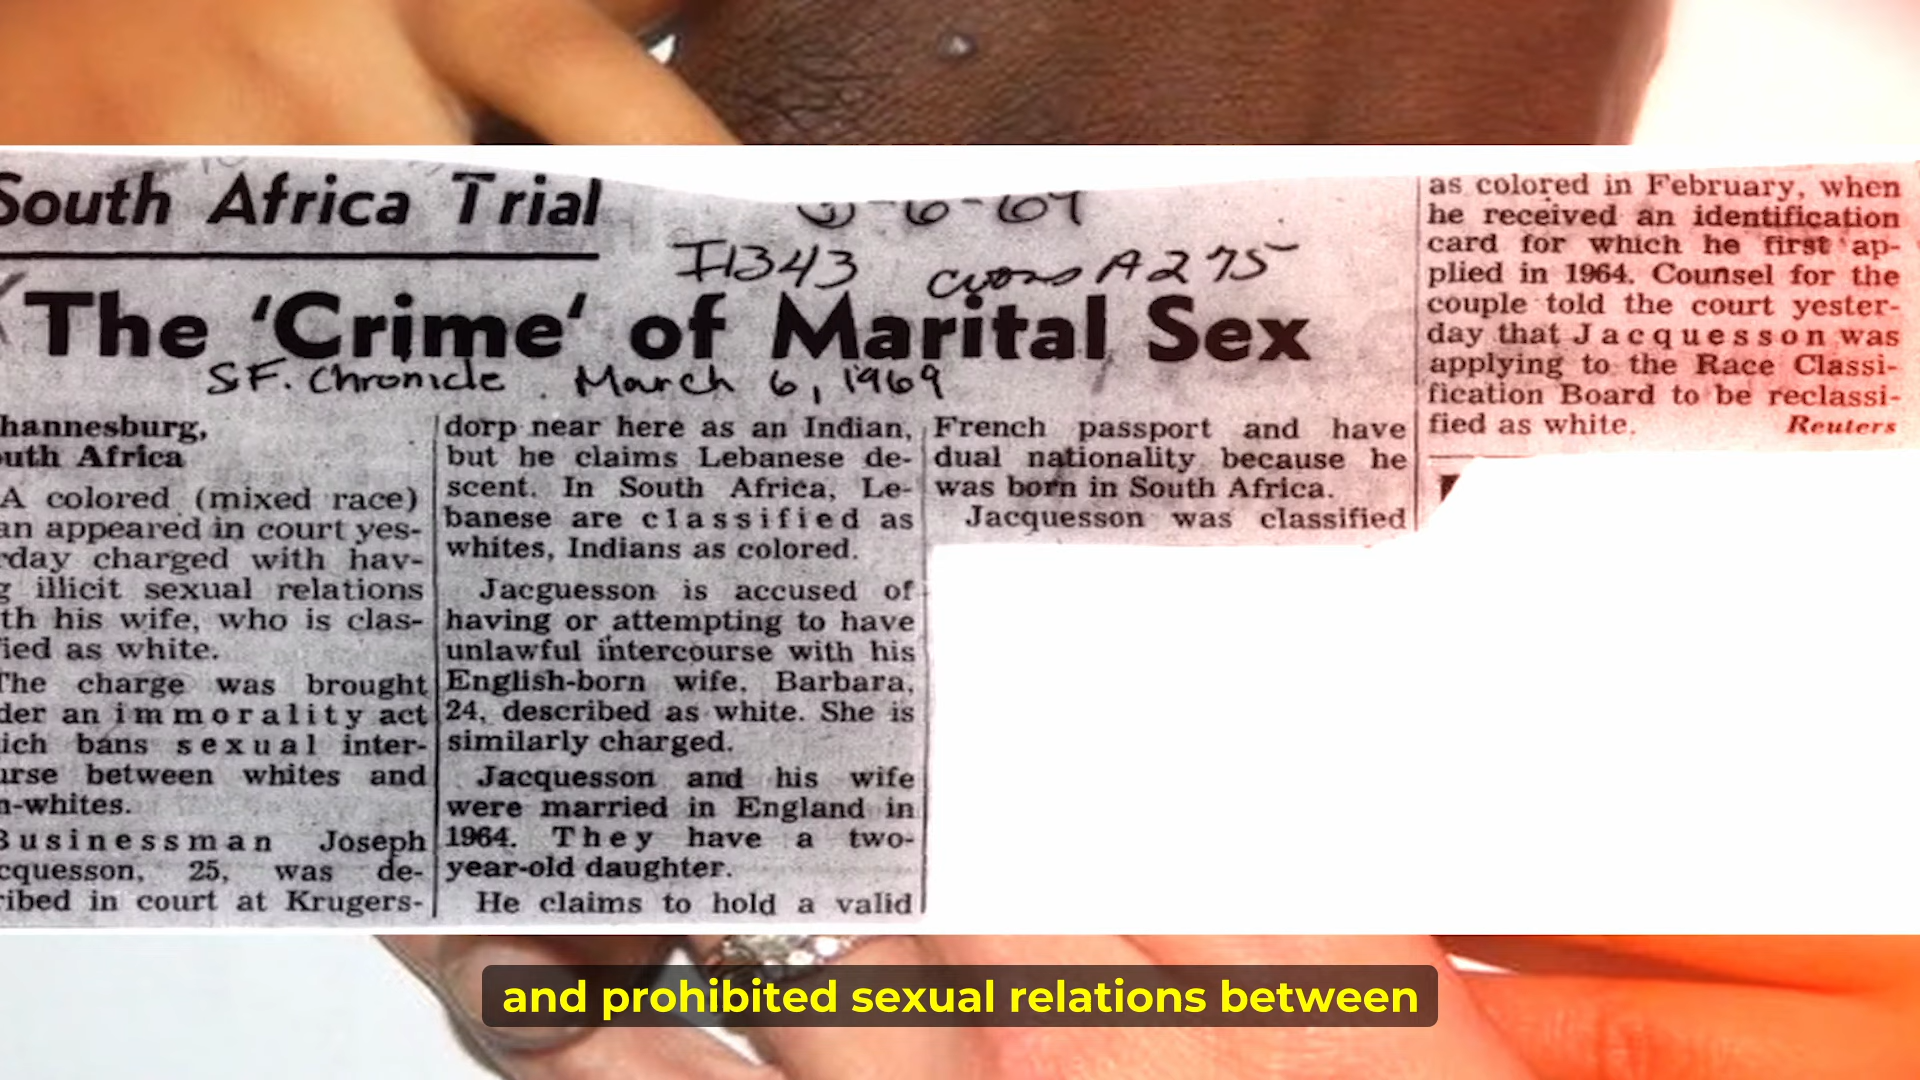 South Africa Trial
I1343 cross A275
The 'Crime' of Marital Sex
SF. Chronicle March 6, 1969
hannesburg,
uth Africa
A colored (mixed race)
an appeared in court yes-
rday charged with hav-
g illicit sexual relations
th his wife, who is clas-
ied as white.
The charge was brought
der an immorality act
ich bans sexual inter-
urse between whites and
n-whites.
Businessman Joseph
cquesson, 25, was de-
ribed in court at Krugers-
dorp near here as an Indian,
but he claims Lebanese de-
scent. In South Africa, Le-
banese are classified as
whites, Indians as colored.
Jacguesson is accused of
having or attempting to have
unlawful intercourse with his
English-born wife, Barbara,
24, described as white. She is
similarly charged.
Jacquesson and his wife
were married in England in
1964. They have a two-
year-old daughter.
He claims to hold a valid
French passport and have
dual nationality because he
was born in South Africa.
Jacquesson was classified
as colored in February, when
he received an identification
card for which he first ap-
plied in 1964. Counsel for the
couple told the court yester-
day that Jacquesson was
applying to the Race Classi-
fication Board to be reclassi-
fied as white.
Reuters
and prohibited sexual relations between